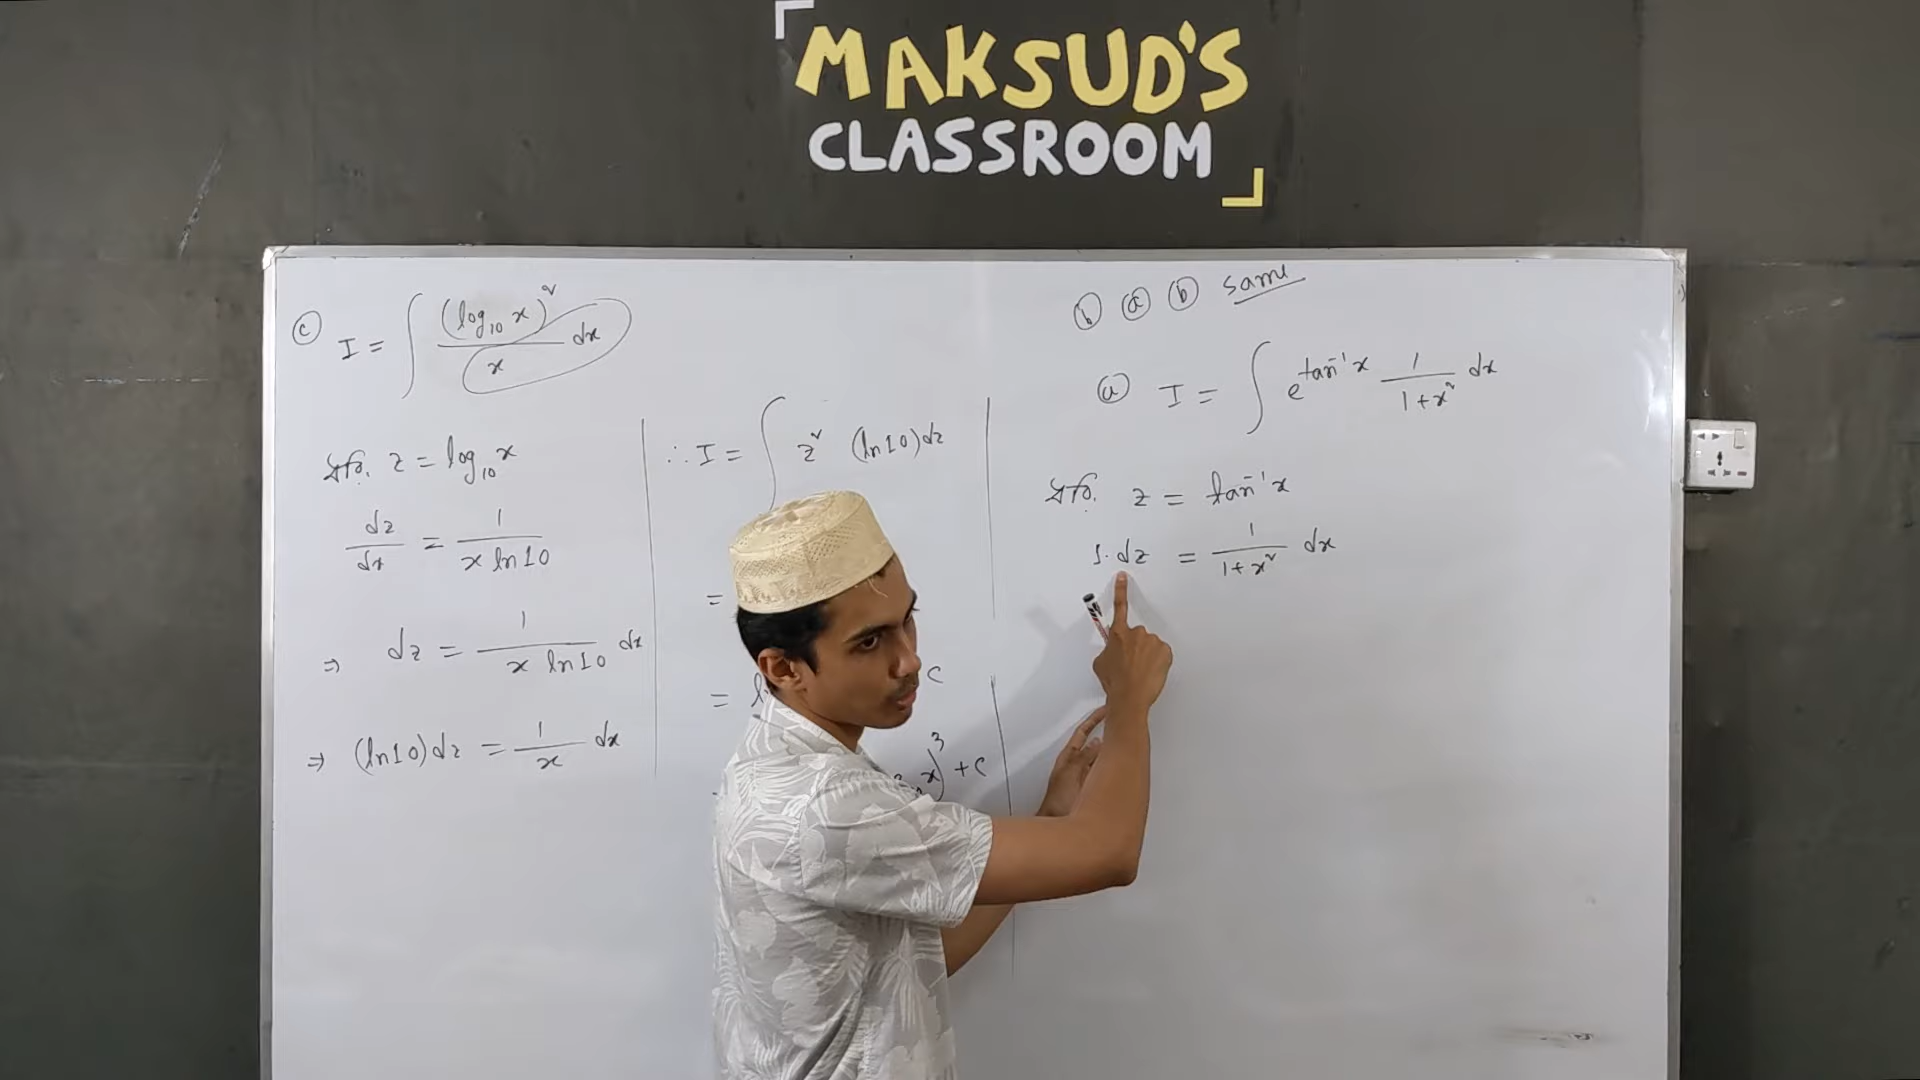 MAKSUD'S
CLASSROOM
ⓒ I = ∫ (log₁₀ x)² / x dx
ধরি, z = log₁₀ x
dz/dx = 1 / (x ln10)
⇒ dz = 1 / (x ln10) dx
⇒ (ln10) dz = 1/x dx
∴ I = ∫ z² (ln10) dz
=
= c
x)³ + c
ⓑ ⓐ ⓑ same
ⓐ I = ∫ e^(tan⁻¹x) 1/(1+x²) dx
ধরি, z = tan⁻¹x
1. dz = 1/(1+x²) dx